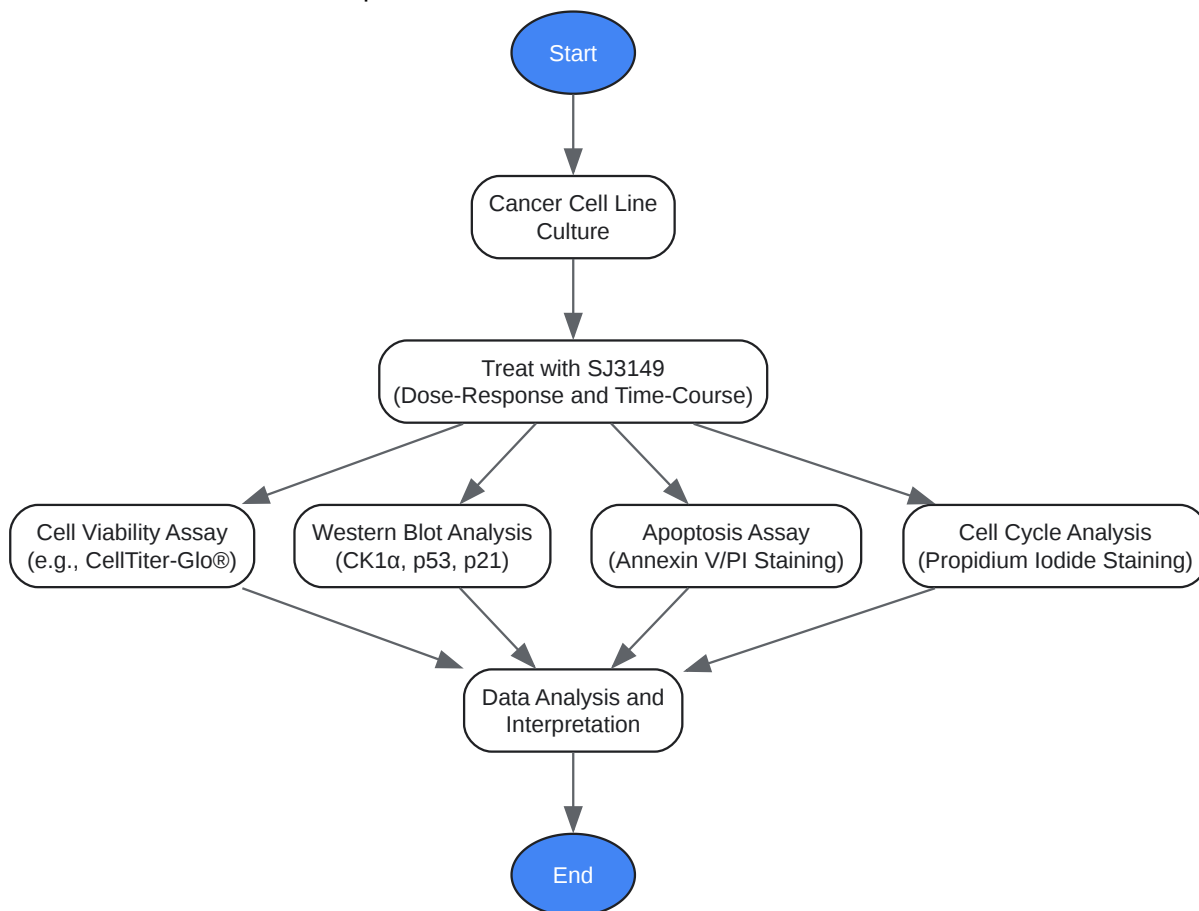 Start
Cancer Cell Line
Culture
Treat with SJ3149
(Dose-Response and Time-Course)
Cell Viability Assay
(e.g., CellTiter-Glo®)
Western Blot Analysis
(CK1α, p53, p21)
Apoptosis Assay
(Annexin V/PI Staining)
Cell Cycle Analysis
(Propidium Iodide Staining)
Data Analysis and
Interpretation
End